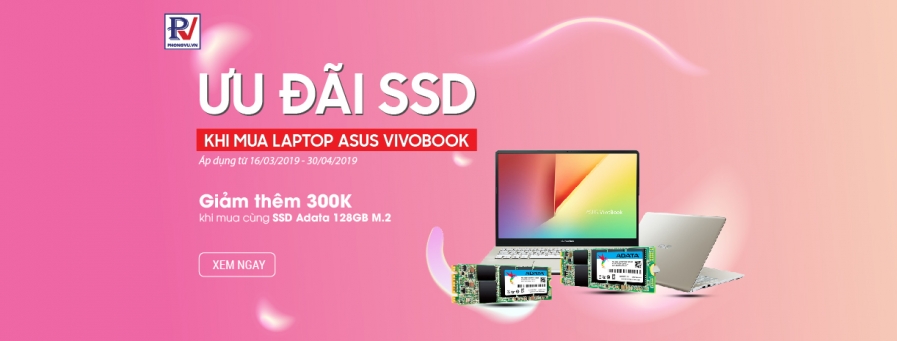 PV
PHONGVU.VN
ƯU ĐÃI SSD
KHI MUA LAPTOP ASUS VIVOBOOK
Áp dụng từ 16/03/2019 - 30/04/2019
Giảm thêm 300K
khi mua cùng SSD Adata 128GB M.2
XEM NGAY
ADATA
ADATA